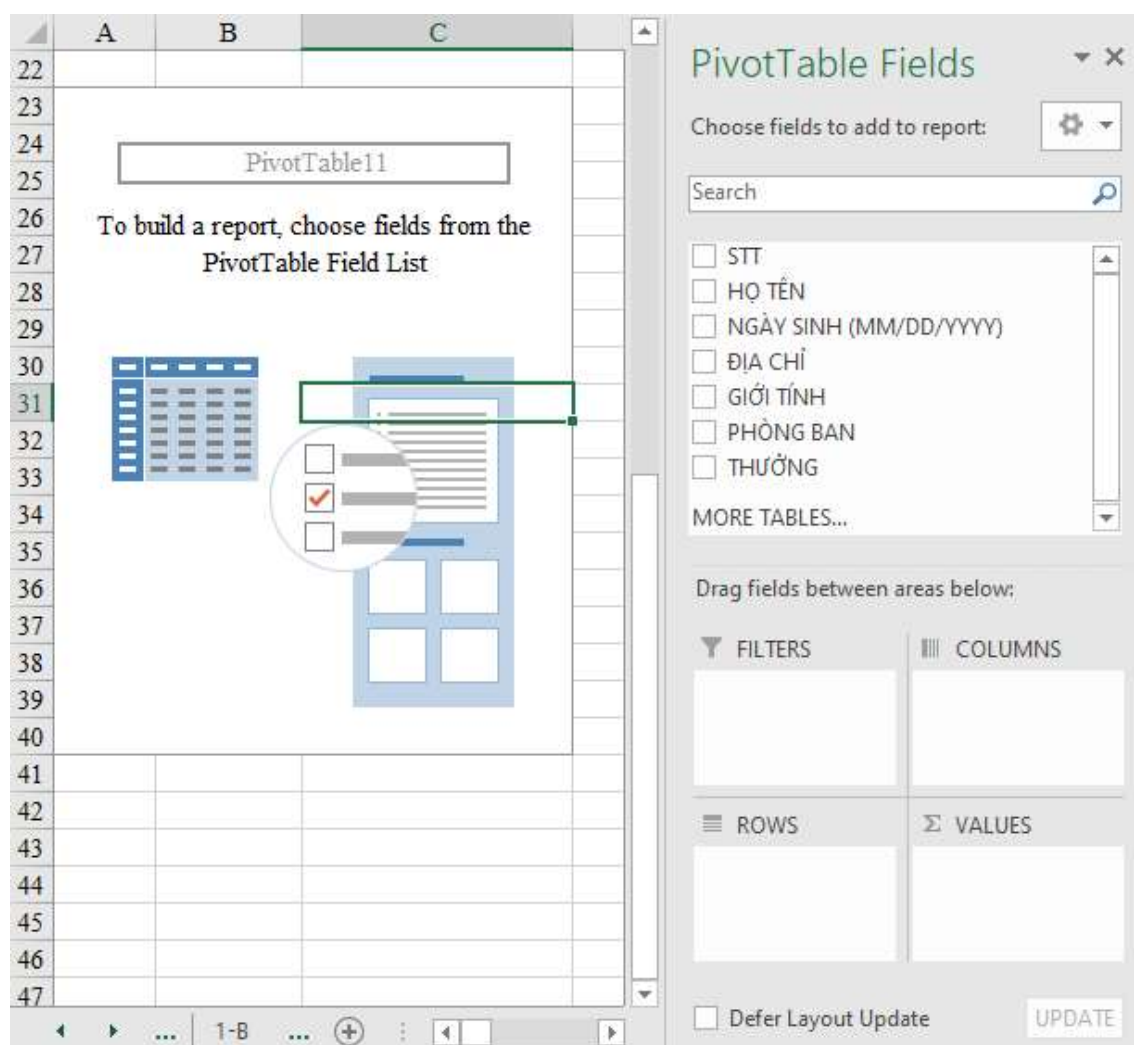 A B C
22
23
24
25
26
27
28
29
30
31
32
33
34
35
36
37
38
39
40
41
42
43
44
45
46
47
PivotTable11
To build a report, choose fields from the
PivotTable Field List
... 1-B ...
PivotTable Fields
Choose fields to add to report:
Search
STT
HỌ TÊN
NGÀY SINH (MM/DD/YYYY)
ĐỊA CHỈ
GIỚI TÍNH
PHÒNG BAN
THƯỞNG
MORE TABLES...
Drag fields between areas below:
FILTERS
COLUMNS
ROWS
Σ VALUES
Defer Layout Update
UPDATE